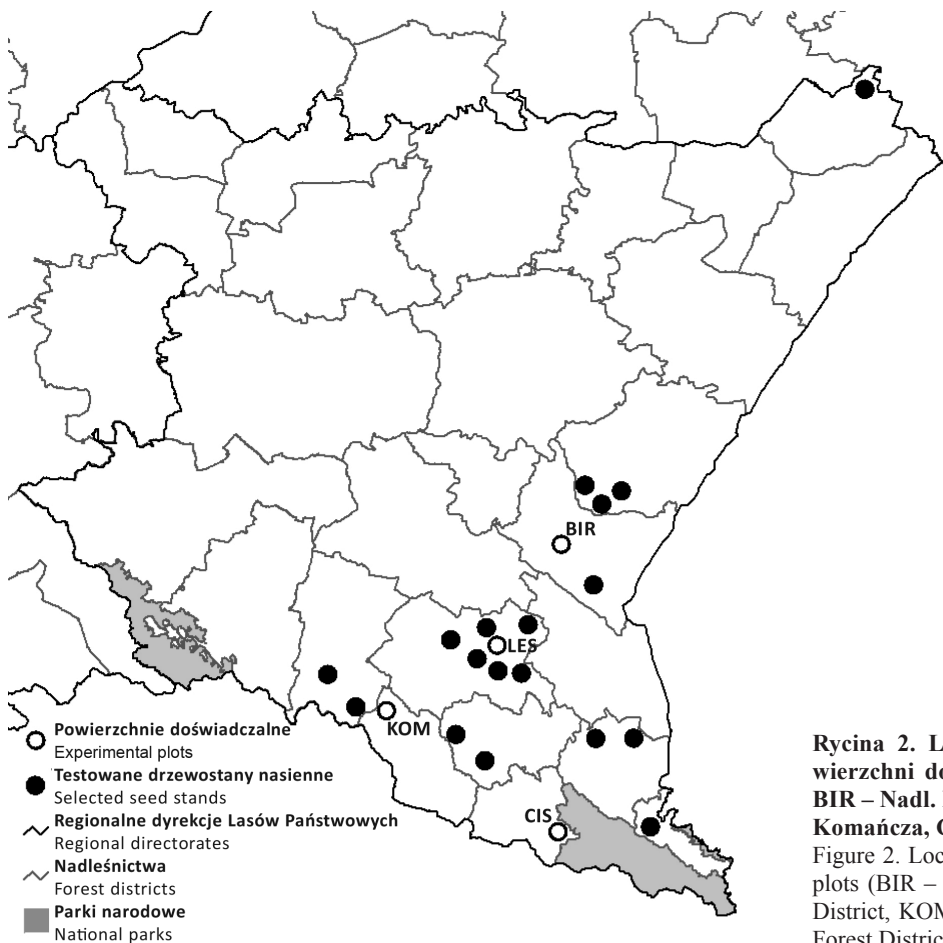 BIR
LES
KOM
CIS
Powierzchnie doświadczalne
Experimental plots
Testowane drzewostany nasienne
Selected seed stands
Regionalne dyrekcje Lasów Państwowych
Regional directorates
Nadleśnictwa
Forest districts
Parki narodowe
National parks
Rycina 2. L
wierzchni do
BIR – Nadl.
Komańcza, C
Figure 2. Loc
plots (BIR –
District, KOM
Forest Distric